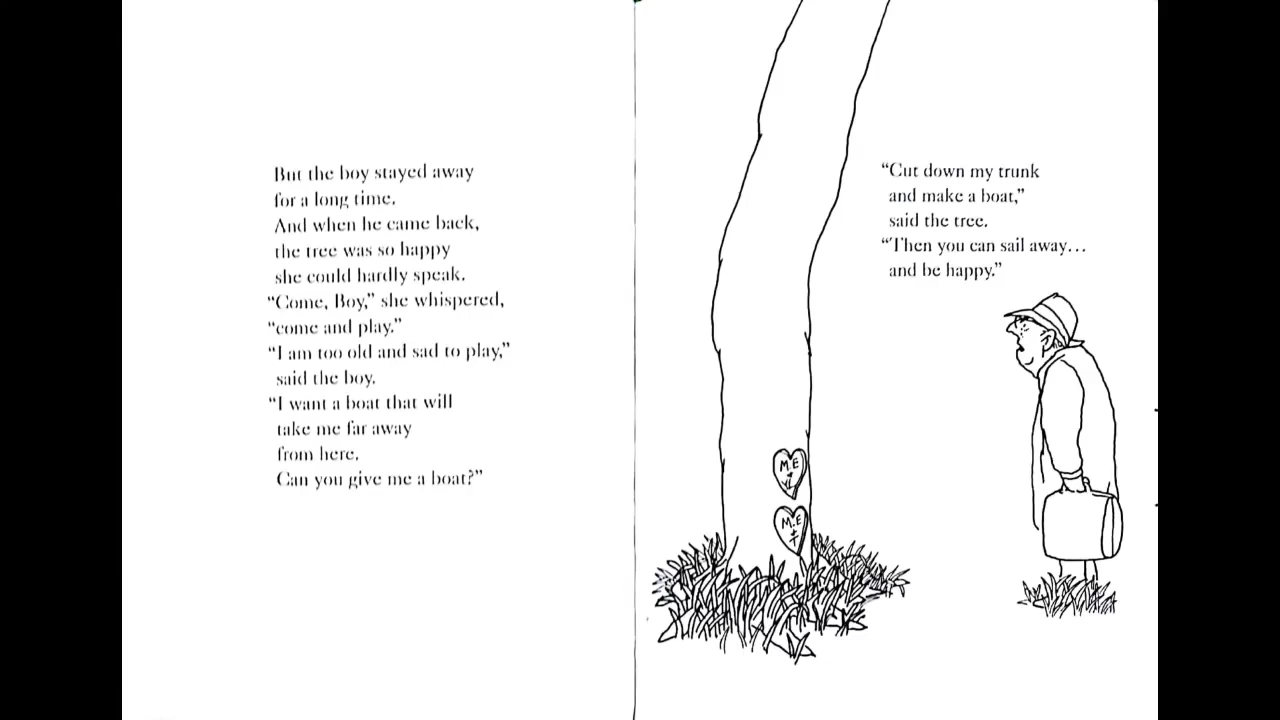 But the boy stayed away
for a long time.
And when he came back,
the tree was so happy
she could hardly speak.
“Come, Boy,” she whispered,
“come and play.”
“I am too old and sad to play,”
said the boy.
“I want a boat that will
take me far away
from here.
Can you give me a boat?”
“Cut down my trunk
and make a boat,”
said the tree.
“Then you can sail away...
and be happy.”
M.E
+
Y.L
M.E
+
T